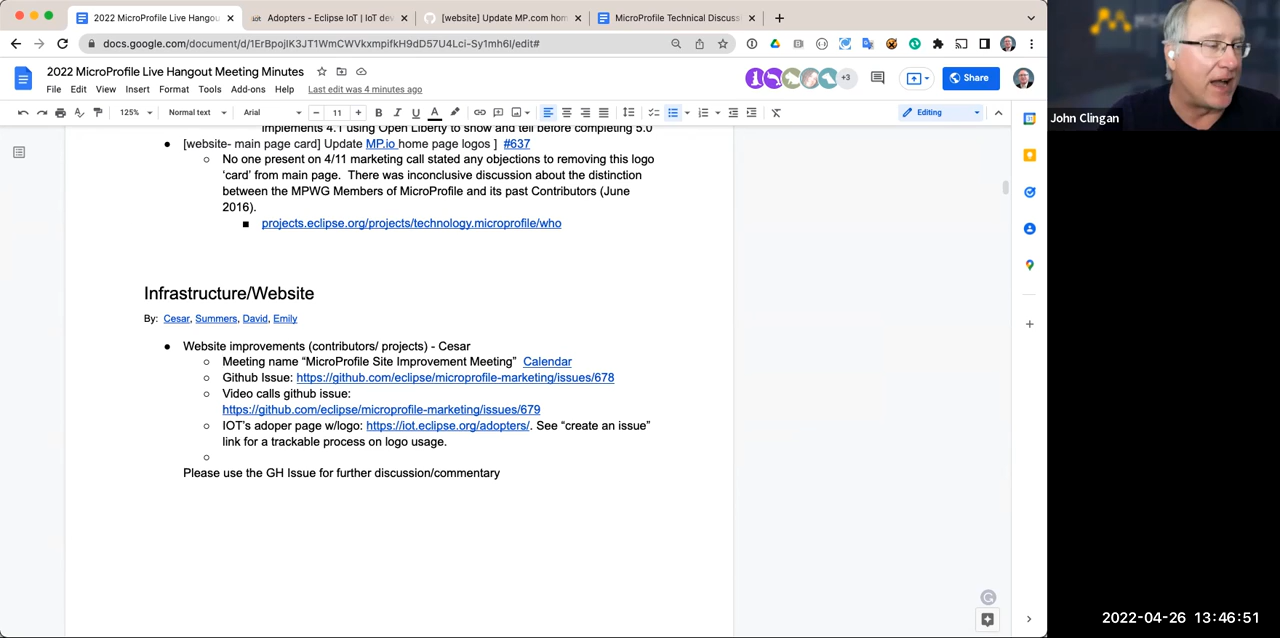 2022 MicroProfile Live Hangou
Adopters - Eclipse IoT | IoT dev
[website] Update MP.com hom
MicroProfile Technical Discuss
docs.google.com/document/d/1ErBpojlK3JT1WmCWVkxmpifkH9dD57U4Lci-Sy1mh6I/edit#
2022 MicroProfile Live Hangout Meeting Minutes
File Edit View Insert Format Tools Add-ons Help Last edit was 4 minutes ago
+3
Share
125% Normal text Arial 11 B I U A Editing
implements 4.1 using Open Liberty to show and tell before completing 5.0
● [website- main page card] Update MP.io home page logos ] #637
○ No one present on 4/11 marketing call stated any objections to removing this logo
‘card’ from main page. There was inconclusive discussion about the distinction
between the MPWG Members of MicroProfile and its past Contributors (June
2016).
■ projects.eclipse.org/projects/technology.microprofile/who
Infrastructure/Website
By: Cesar, Summers, David, Emily
● Website improvements (contributors/ projects) - Cesar
○ Meeting name “MicroProfile Site Improvement Meeting” Calendar
○ Github Issue: https://github.com/eclipse/microprofile-marketing/issues/678
○ Video calls github issue:
https://github.com/eclipse/microprofile-marketing/issues/679
○ IOT’s adoper page w/logo: https://iot.eclipse.org/adopters/. See “create an issue”
link for a trackable process on logo usage.
○
Please use the GH Issue for further discussion/commentary
John Clingan
2022-04-26 13:46:51